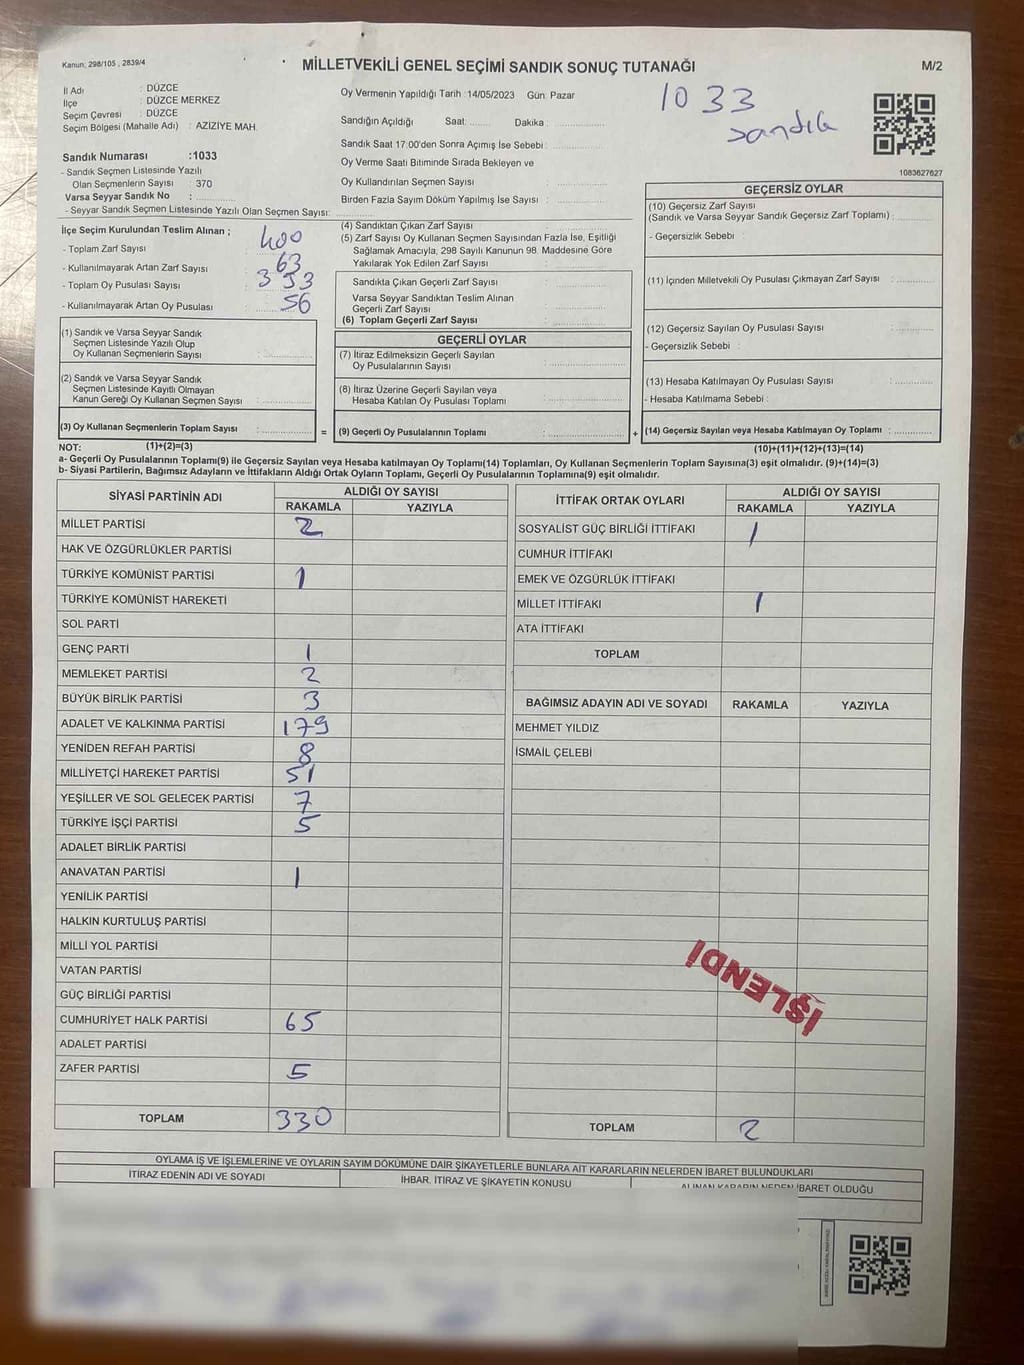 Kanun; 298/105 , 2839/4
MİLLETVEKİLİ GENEL SEÇİMİ SANDIK SONUÇ TUTANAĞI
M/2
İl Adı : DÜZCE
İlçe : DÜZCE MERKEZ
Seçim Çevresi : DÜZCE
Seçim Bölgesi (Mahalle Adı) : AZİZİYE MAH.
Sandık Numarası :1033
- Sandık Seçmen Listesinde Yazılı
Olan Seçmenlerin Sayısı : 370
Varsa Seyyar Sandık No :
- Seyyar Sandık Seçmen Listesinde Yazılı Olan Seçmen Sayısı:
Oy Vermenin Yapıldığı Tarih :14/05/2023 Gün: Pazar
Sandığın Açıldığı Saat: ........ Dakika : ....................
Sandık Saat 17:00'den Sonra Açımış İse Sebebi : ....................
Oy Verme Saati Bitiminde Sırada Bekleyen ve
Oy Kullandırılan Seçmen Sayısı : ....................
Birden Fazla Sayım Döküm Yapılmış İse Sayısı : ....................
1033
sandık
1083627627
İlçe Seçim Kurulundan Teslim Alınan ;
- Toplam Zarf Sayısı : 400
- Kullanılmayarak Artan Zarf Sayısı : 63
- Toplam Oy Pusulası Sayısı : 393
- Kullanılmayarak Artan Oy Pusulası : 56
(1) Sandık ve Varsa Seyyar Sandık
Seçmen Listesinde Yazılı Olup
Oy Kullanan Seçmenlerin Sayısı : ....................
(2) Sandık ve Varsa Seyyar Sandık
Seçmen Listesinde Kayıtlı Olmayan
Kanun Gereği Oy Kullanan Seçmen Sayısı : ....................
(3) Oy Kullanan Seçmenlerin Toplam Sayısı : ....................
(4) Sandıktan Çıkan Zarf Sayısı : ....................
(5) Zarf Sayısı Oy Kullanan Seçmen Sayısından Fazla İse, Eşitliği
Sağlamak Amacıyla, 298 Sayılı Kanunun 98. Maddesine Göre
Yakılarak Yok Edilen Zarf Sayısı : ....................
Sandıkta Çıkan Geçerli Zarf Sayısı : ....................
Varsa Seyyar Sandıktan Teslim Alınan
Geçerli Zarf Sayısı : ....................
(6) Toplam Geçerli Zarf Sayısı : ....................
GEÇERLİ OYLAR
(7) İtiraz Edilmeksizin Geçerli Sayılan
Oy Pusulalarının Sayısı : ....................
(8) İtiraz Üzerine Geçerli Sayılan veya
Hesaba Katılan Oy Pusulası Toplamı : ....................
= (9) Geçerli Oy Pusulalarının Toplamı : ....................
GEÇERSİZ OYLAR
(10) Geçersiz Zarf Sayısı
(Sandık ve Varsa Seyyar Sandık Geçersiz Zarf Toplamı) : ..........
- Geçersizlik Sebebi :
(11) İçinden Milletvekili Oy Pusulası Çıkmayan Zarf Sayısı : ..........
(12) Geçersiz Sayılan Oy Pusulası Sayısı : ..........
- Geçersizlik Sebebi :
(13) Hesaba Katılmayan Oy Pusulası Sayısı : ..........
- Hesaba Katılmama Sebebi :
+ (14) Geçersiz Sayılan veya Hesaba Katılmayan Oy Toplamı : ..........
NOT: (1)+(2)=(3)
(10)+(11)+(12)+(13)=(14)
a- Geçerli Oy Pusulalarının Toplamı(9) ile Geçersiz Sayılan veya Hesaba katılmayan Oy Toplamı(14) Toplamları, Oy Kullanan Seçmenlerin Toplam Sayısına(3) eşit olmalıdır. (9)+(14)=(3)
b- Siyasi Partilerin, Bağımsız Adayların ve İttifakların Aldığı Ortak Oyların Toplamı, Geçerli Oy Pusulalarının Toplamına(9) eşit olmalıdır.
SİYASİ PARTİNİN ADI ALDIĞI OY SAYISI
RAKAMLA YAZIYLA
MİLLET PARTİSİ 2
HAK VE ÖZGÜRLÜKLER PARTİSİ
TÜRKİYE KOMÜNİST PARTİSİ 1
TÜRKİYE KOMÜNİST HAREKETİ
SOL PARTİ
GENÇ PARTİ 1
MEMLEKET PARTİSİ 2
BÜYÜK BİRLİK PARTİSİ 3
ADALET VE KALKINMA PARTİSİ 179
YENİDEN REFAH PARTİSİ 8
MİLLİYETÇİ HAREKET PARTİSİ 51
YEŞİLLER VE SOL GELECEK PARTİSİ 7
TÜRKİYE İŞÇİ PARTİSİ 5
ADALET BİRLİK PARTİSİ
ANAVATAN PARTİSİ 1
YENİLİK PARTİSİ
HALKIN KURTULUŞ PARTİSİ
MİLLİ YOL PARTİSİ
VATAN PARTİSİ
GÜÇ BİRLİĞİ PARTİSİ
CUMHURİYET HALK PARTİSİ 65
ADALET PARTİSİ
ZAFER PARTİSİ 5
TOPLAM 330
İTTİFAK ORTAK OYLARI ALDIĞI OY SAYISI
RAKAMLA YAZIYLA
SOSYALİST GÜÇ BİRLİĞİ İTTİFAKI 1
CUMHUR İTTİFAKI
EMEK VE ÖZGÜRLÜK İTTİFAKI
MİLLET İTTİFAKI 1
ATA İTTİFAKI
TOPLAM
BAĞIMSIZ ADAYIN ADI VE SOYADI RAKAMLA YAZIYLA
MEHMET YILDIZ
İSMAİL ÇELEBİ
İŞLENDİ
TOPLAM 2
OYLAMA İŞ VE İŞLEMLERİNE VE OYLARIN SAYIM DÖKÜMÜNE DAİR ŞİKAYETLERLE BUNLARA AİT KARARLARIN NELERDEN İBARET BULUNDUKLARI
İTİRAZ EDENİN ADI VE SOYADI
İHBAR, İTİRAZ VE ŞİKAYETİN KONUSU
ALINAN KARARIN NEDEN İBARET OLDUĞU